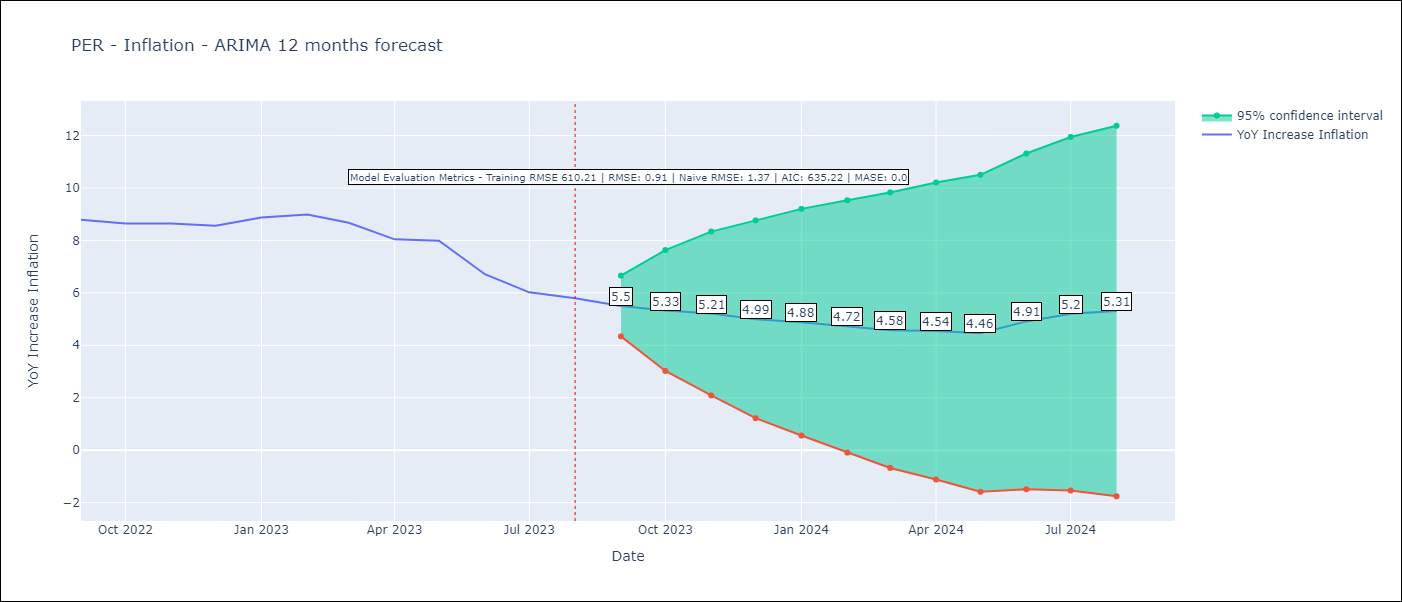 PER - Inflation - ARIMA 12 months forecast
95% confidence interval
YoY Increase Inflation
Model Evaluation Metrics - Training RMSE 610.21 | RMSE: 0.91 | Naive RMSE: 1.37 | AIC: 635.22 | MASE: 0.0
YoY Increase Inflation
12
10
8
6
4
2
0
−2
5.5
5.33
5.21
4.99
4.88
4.72
4.58
4.54
4.46
4.91
5.2
5.31
Oct 2022
Jan 2023
Apr 2023
Jul 2023
Oct 2023
Jan 2024
Apr 2024
Jul 2024
Date